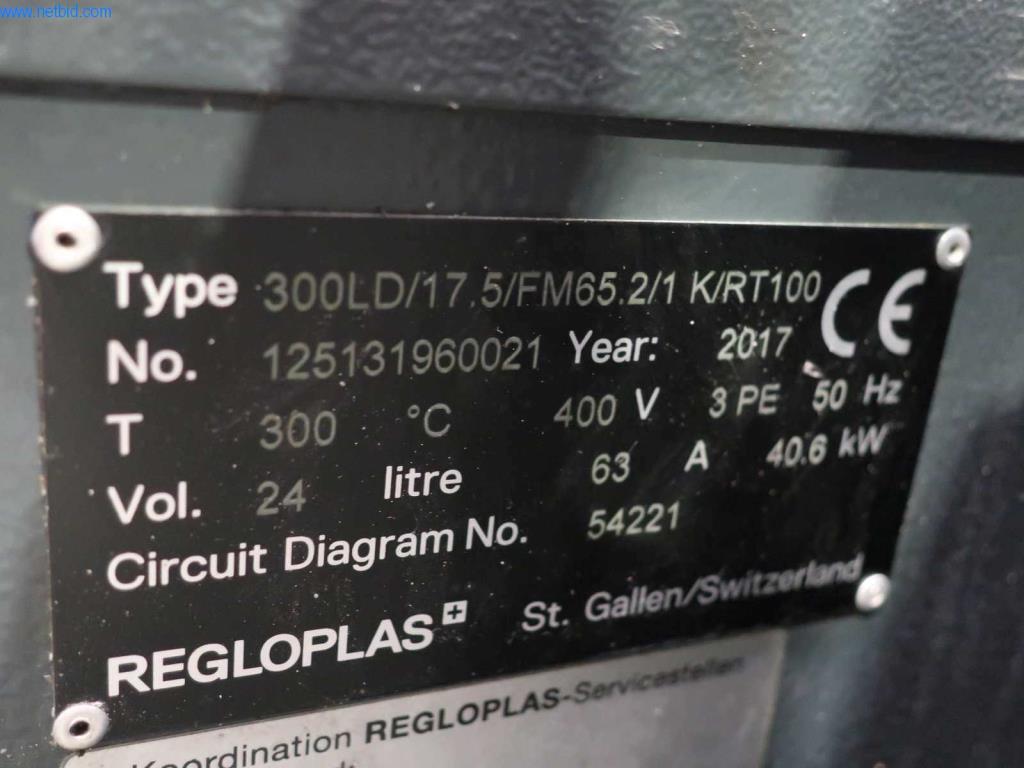 www.netbid.com
Type 300LD/17.5/FM65.2/1 K/RT100 CE
No. 125131960021 Year: 2017
T 300 °C 400 V 3 PE 50 Hz
Vol. 24 litre 63 A 40.6 kW
Circuit Diagram No. 54221
REGLOPLAS St. Gallen/Switzerland
Koordination REGLOPLAS-Servicestellen